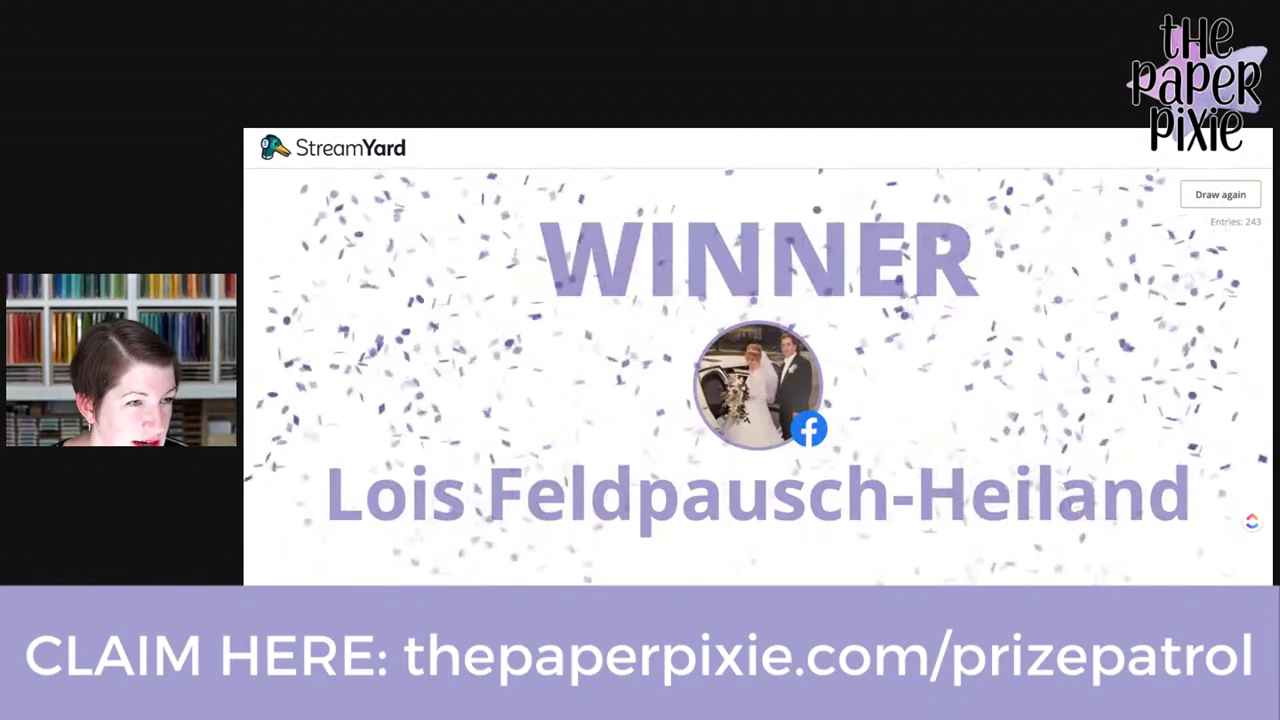 the
paper
pixie
StreamYard
Draw again
Entries: 243
WINNER
Lois Feldpausch-Heiland
CLAIM HERE: thepaperpixie.com/prizepatrol